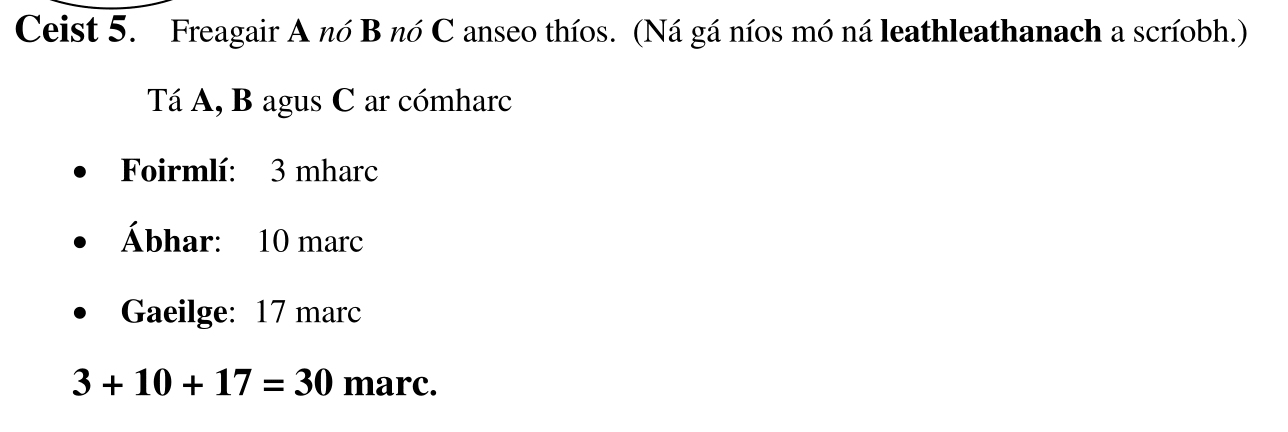 Ceist 5. Freagair A nó B nó C anseo thíos. (Ná gá níos mó ná leathleathanach a scríobh.)
Tá A, B agus C ar cómharc
• Foirmlí: 3 mharc
• Ábhar: 10 marc
• Gaeilge: 17 marc
3 + 10 + 17 = 30 marc.